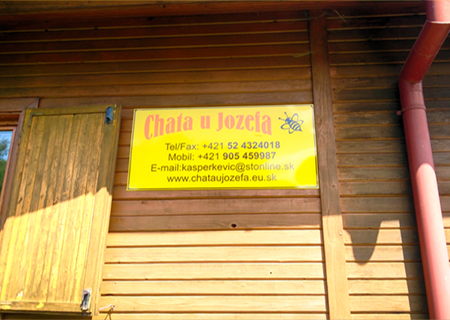 Chata u Jozefa
Tel/Fax: +421 52 4324018
Mobil: +421 905 459987
E-mail:kasperkevic@stonline.sk
www.chataujozefa.eu.sk